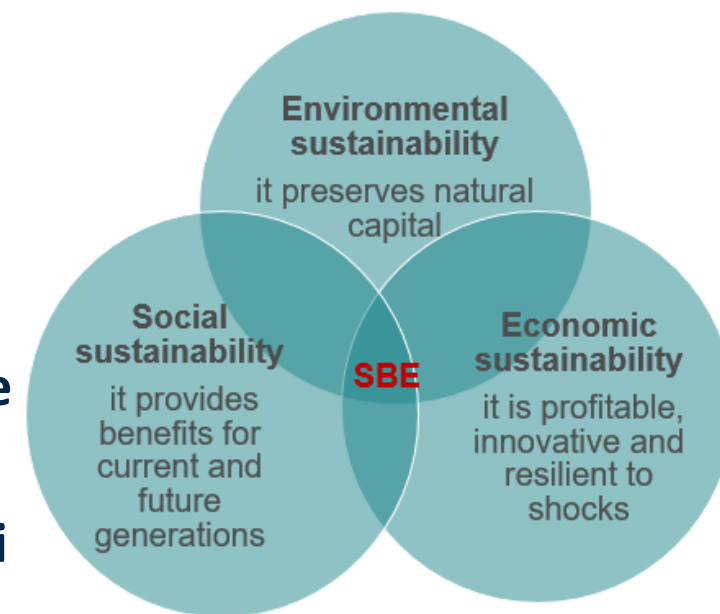 Environmental
sustainability
it preserves natural
capital
Social
sustainability
it provides
benefits for
current and
future
generations
SBE
Economic
sustainability
it is profitable,
innovative and
resilient to
shocks
e
i